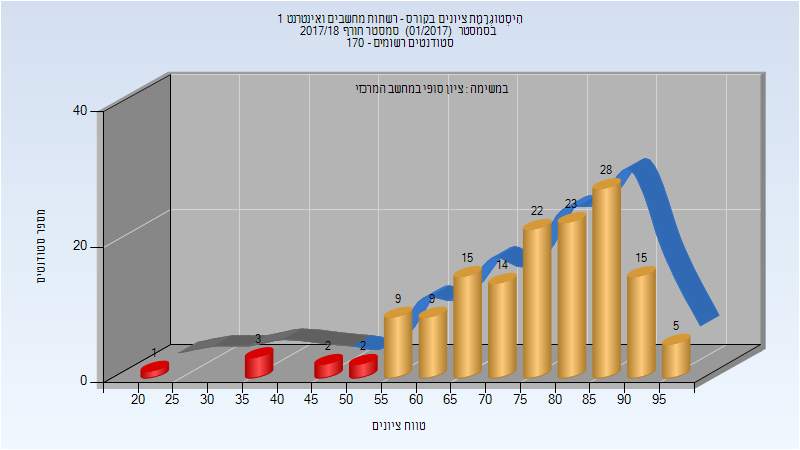 היסטוגרמת ציונים בקורס - רשתות מחשבים ואינטרנט 1
בסמסטר (01/2017) סמסטר חורף 2017/18
סטודנטים רשומים - 170
במשימה : ציון סופי במחשב המרכזי
מספר סטודנטים
40
20
0
1
3
2
2
9
9
15
14
22
23
28
15
5
20 25 30 35 40 45 50 55 60 65 70 75 80 85 90 95
טווח ציונים